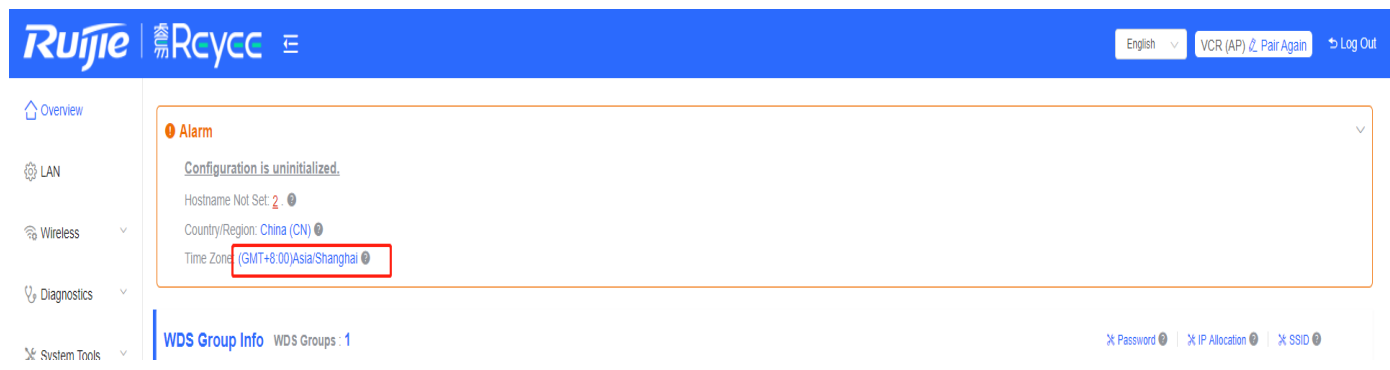 Ruijie 睿易 Reyee English VCR (AP) Pair Again Log Out
Overview
Alarm
LAN
Configuration is uninitialized.
Hostname Not Set: 2 .
Wireless
Country/Region: China (CN)
Time Zone: (GMT+8:00)Asia/Shanghai
Diagnostics
WDS Group Info WDS Groups : 1 Password IP Allocation SSID
System Tools